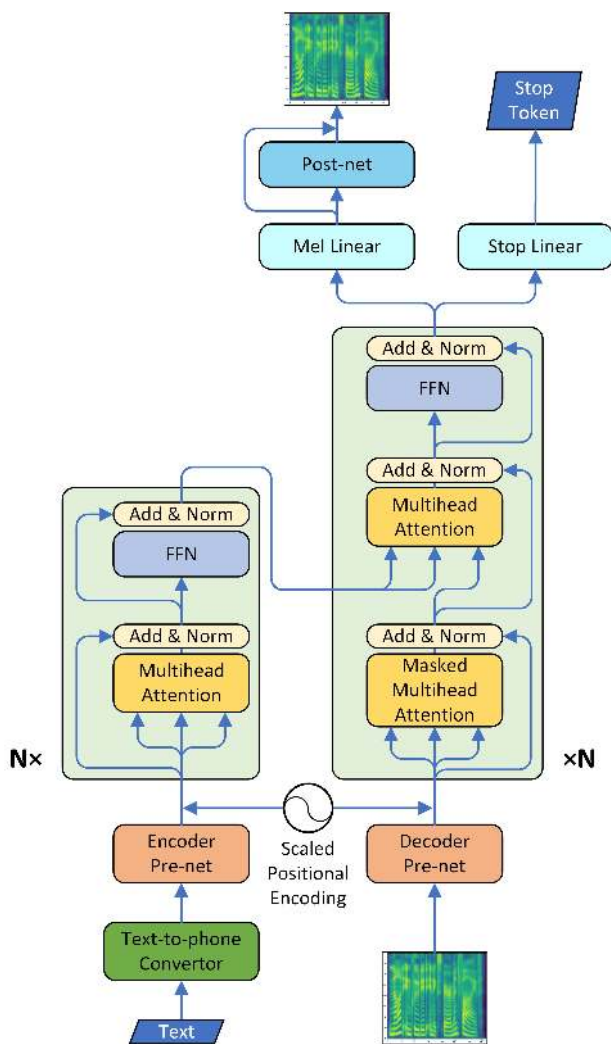 Stop
Token
Post-net
Mel Linear
Stop Linear
Add & Norm
FFN
Add & Norm
Multihead
Attention
Add & Norm
Masked
Multihead
Attention
×N
Add & Norm
FFN
Add & Norm
Multihead
Attention
N×
Encoder
Pre-net
Scaled
Positional
Encoding
Decoder
Pre-net
Text-to-phone
Convertor
Text